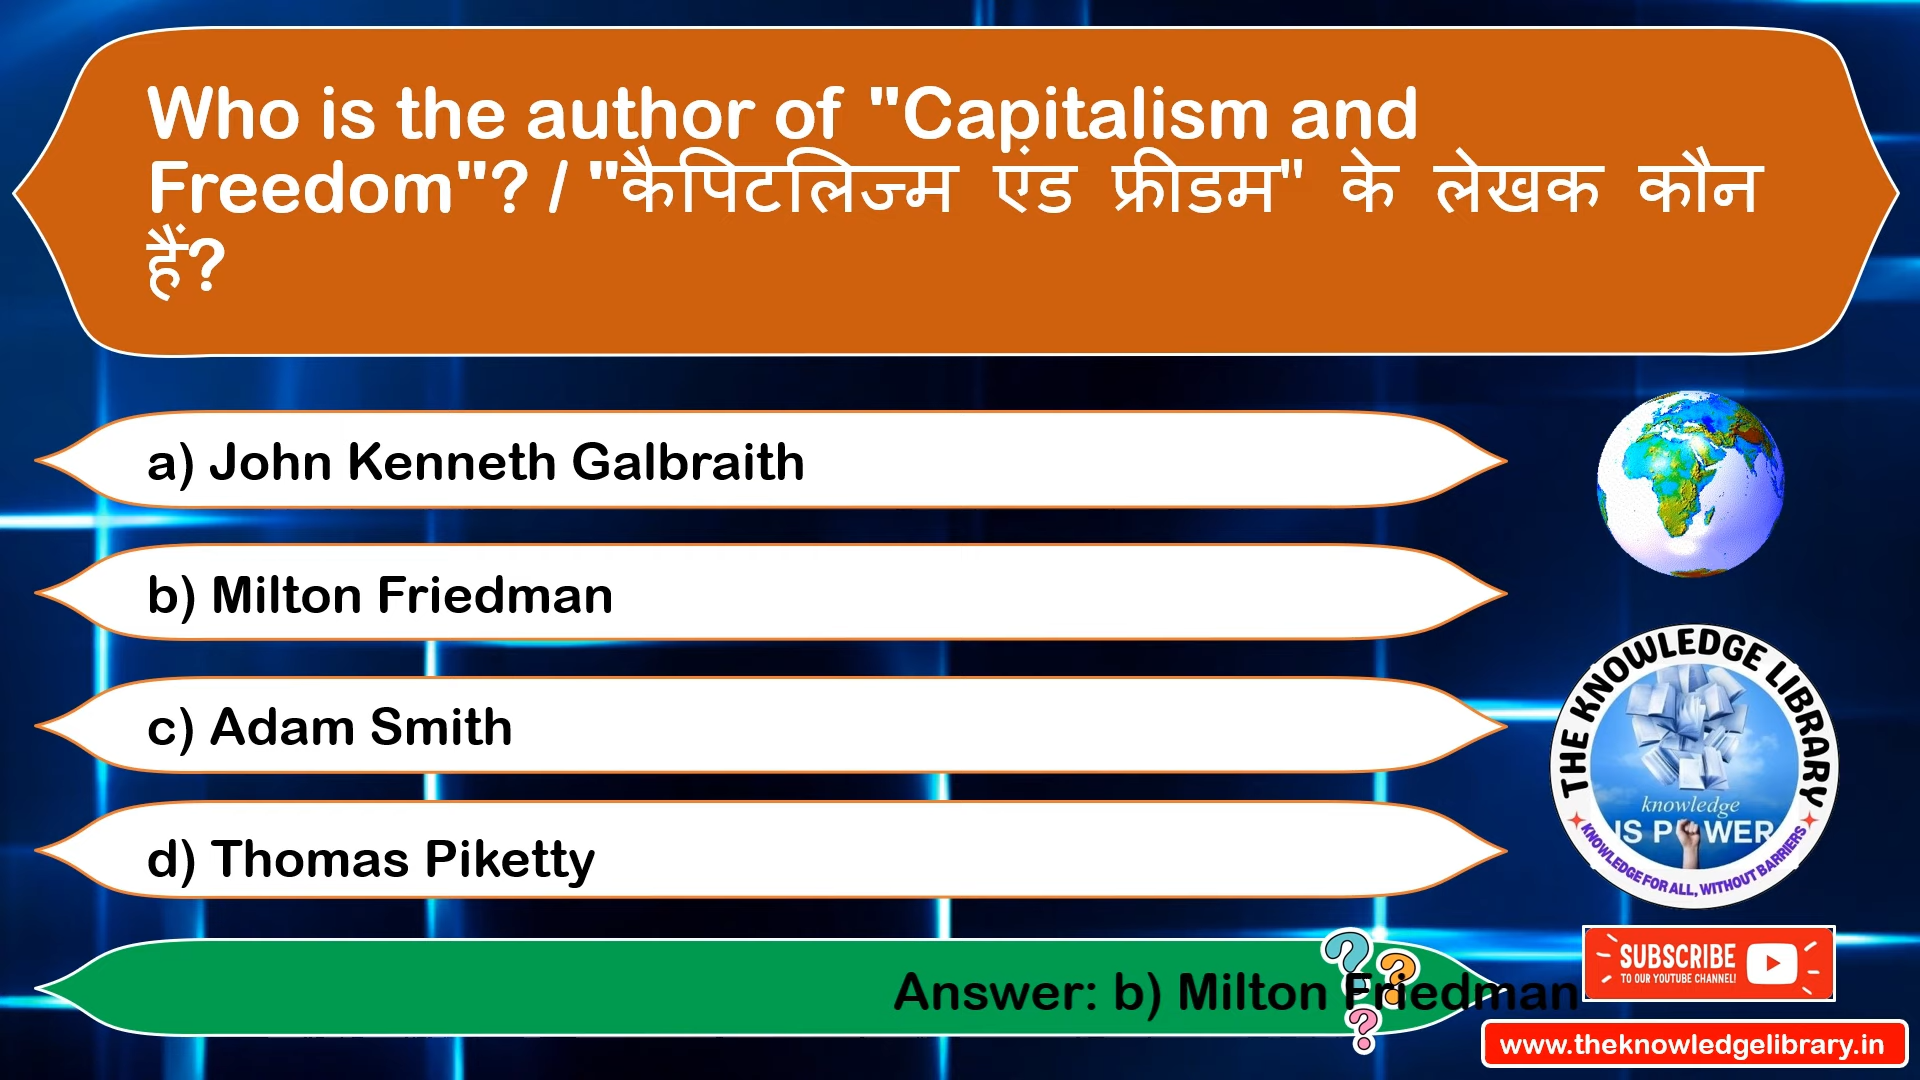 Who is the author of "Capitalism and
Freedom"? / "कैपिटलिज्म एंड फ्रीडम" के लेखक कौन
हैं?
a) John Kenneth Galbraith
b) Milton Friedman
c) Adam Smith
d) Thomas Piketty
THE KNOWLEDGE LIBRARY
knowledge
IS POWER
KNOWLEDGE FOR ALL, WITHOUT BARRIERS
Answer: b) Milton Friedman
SUBSCRIBE
TO OUR YOUTUBE CHANNEL!
www.theknowledgelibrary.in